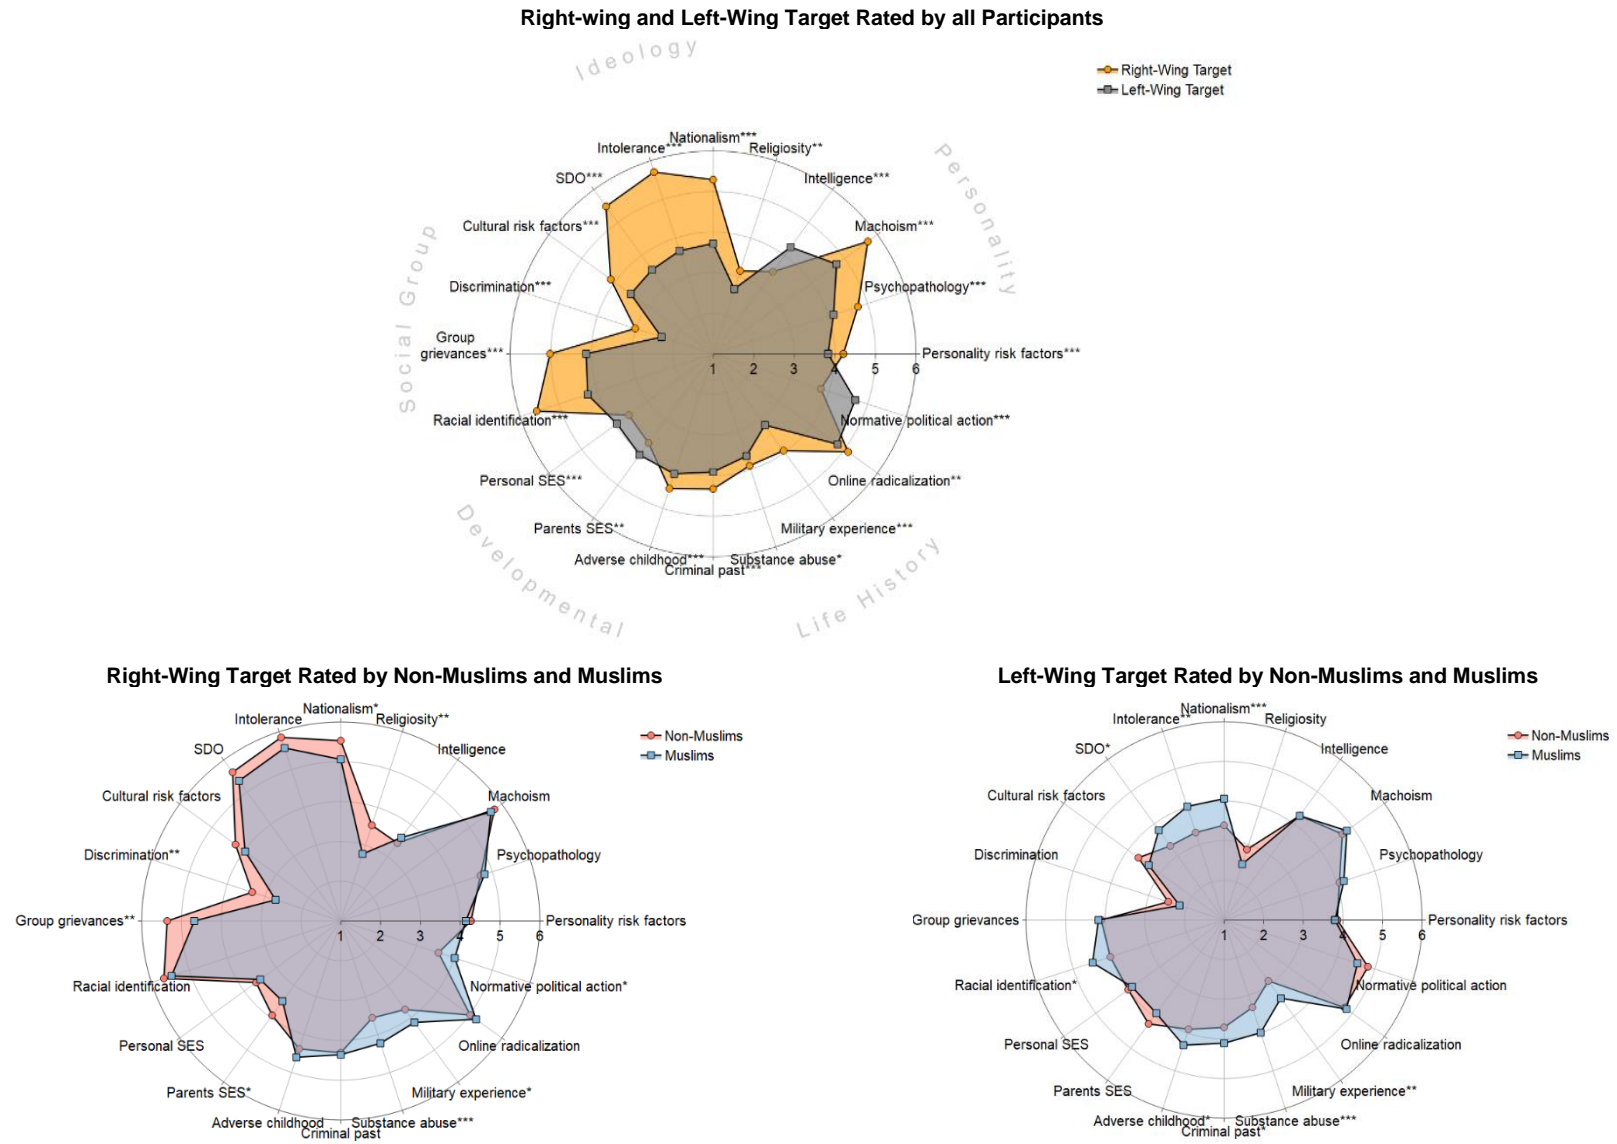 Right-wing and Left-Wing Target Rated by all Participants
Ideology
Personality
Social Group
Developmental
Life History
Right-Wing Target
Left-Wing Target
Nationalism***
Religiosity**
Intelligence***
Machoism***
Psychopathology***
Personality risk factors***
Normative political action***
Online radicalization**
Military experience***
Substance abuse*
Criminal past***
Adverse childhood***
Parents SES**
Personal SES***
Racial identification***
Group
grievances***
Discrimination***
Cultural risk factors***
SDO***
Intolerance***
1 2 3 4 5 6
Right-Wing Target Rated by Non-Muslims and Muslims
Non-Muslims
Muslims
Nationalism*
Religiosity**
Intelligence
Machoism
Psychopathology
Personality risk factors
Normative political action*
Online radicalization
Military experience*
Substance abuse***
Criminal past
Adverse childhood
Parents SES*
Personal SES
Racial identification
Group grievances**
Discrimination**
Cultural risk factors
SDO
Intolerance
1 2 3 4 5 6
Left-Wing Target Rated by Non-Muslims and Muslims
Non-Muslims
Muslims
Nationalism***
Religiosity
Intelligence
Machoism
Psychopathology
Personality risk factors
Normative political action
Online radicalization
Military experience**
Substance abuse***
Criminal past*
Adverse childhood*
Parents SES
Personal SES
Racial identification*
Group grievances
Discrimination
Cultural risk factors
SDO*
Intolerance**
1 2 3 4 5 6